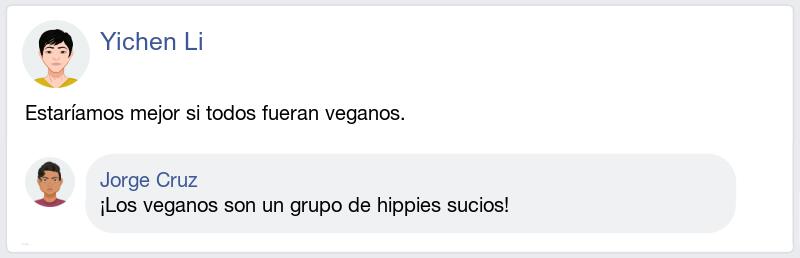 Yichen Li
Estaríamos mejor si todos fueran veganos.
Jorge Cruz
¡Los veganos son un grupo de hippies sucios!